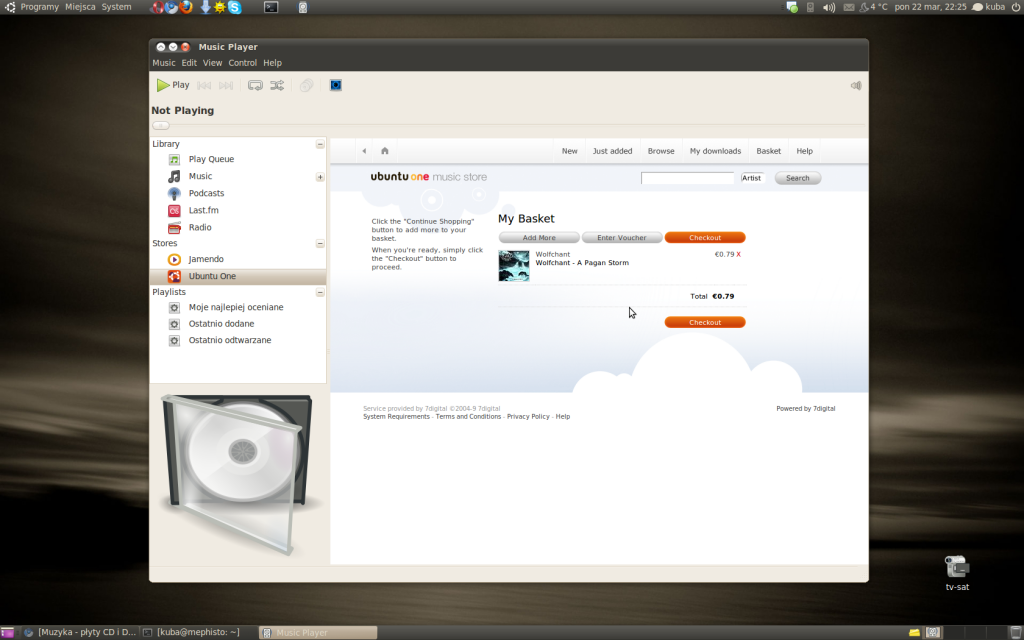 Programy Miejsca System
4 °C pon 22 mar, 22:25 kuba
Music Player
Music Edit View Control Help
Play
Not Playing
Library
Play Queue
Music
Podcasts
Last.fm
Radio
Stores
Jamendo
Ubuntu One
Playlists
Moje najlepiej oceniane
Ostatnio dodane
Ostatnio odtwarzane
New Just added Browse My downloads Basket Help
ubuntu one music store
Artist Search
Click the "Continue Shopping"
button to add more to your
basket.
When you're ready, simply click
the "Checkout" button to
proceed.
My Basket
Add More Enter Voucher Checkout
Wolfchant €0.79 X
Wolfchant - A Pagan Storm
Total €0.79
Checkout
Service provided by 7digital ©2004-9 7digital
System Requirements - Terms and Conditions - Privacy Policy - Help
Powered by 7digital
tv-sat
[Muzyka - płyty CD i D... [kuba@mephisto: ~] Music Player